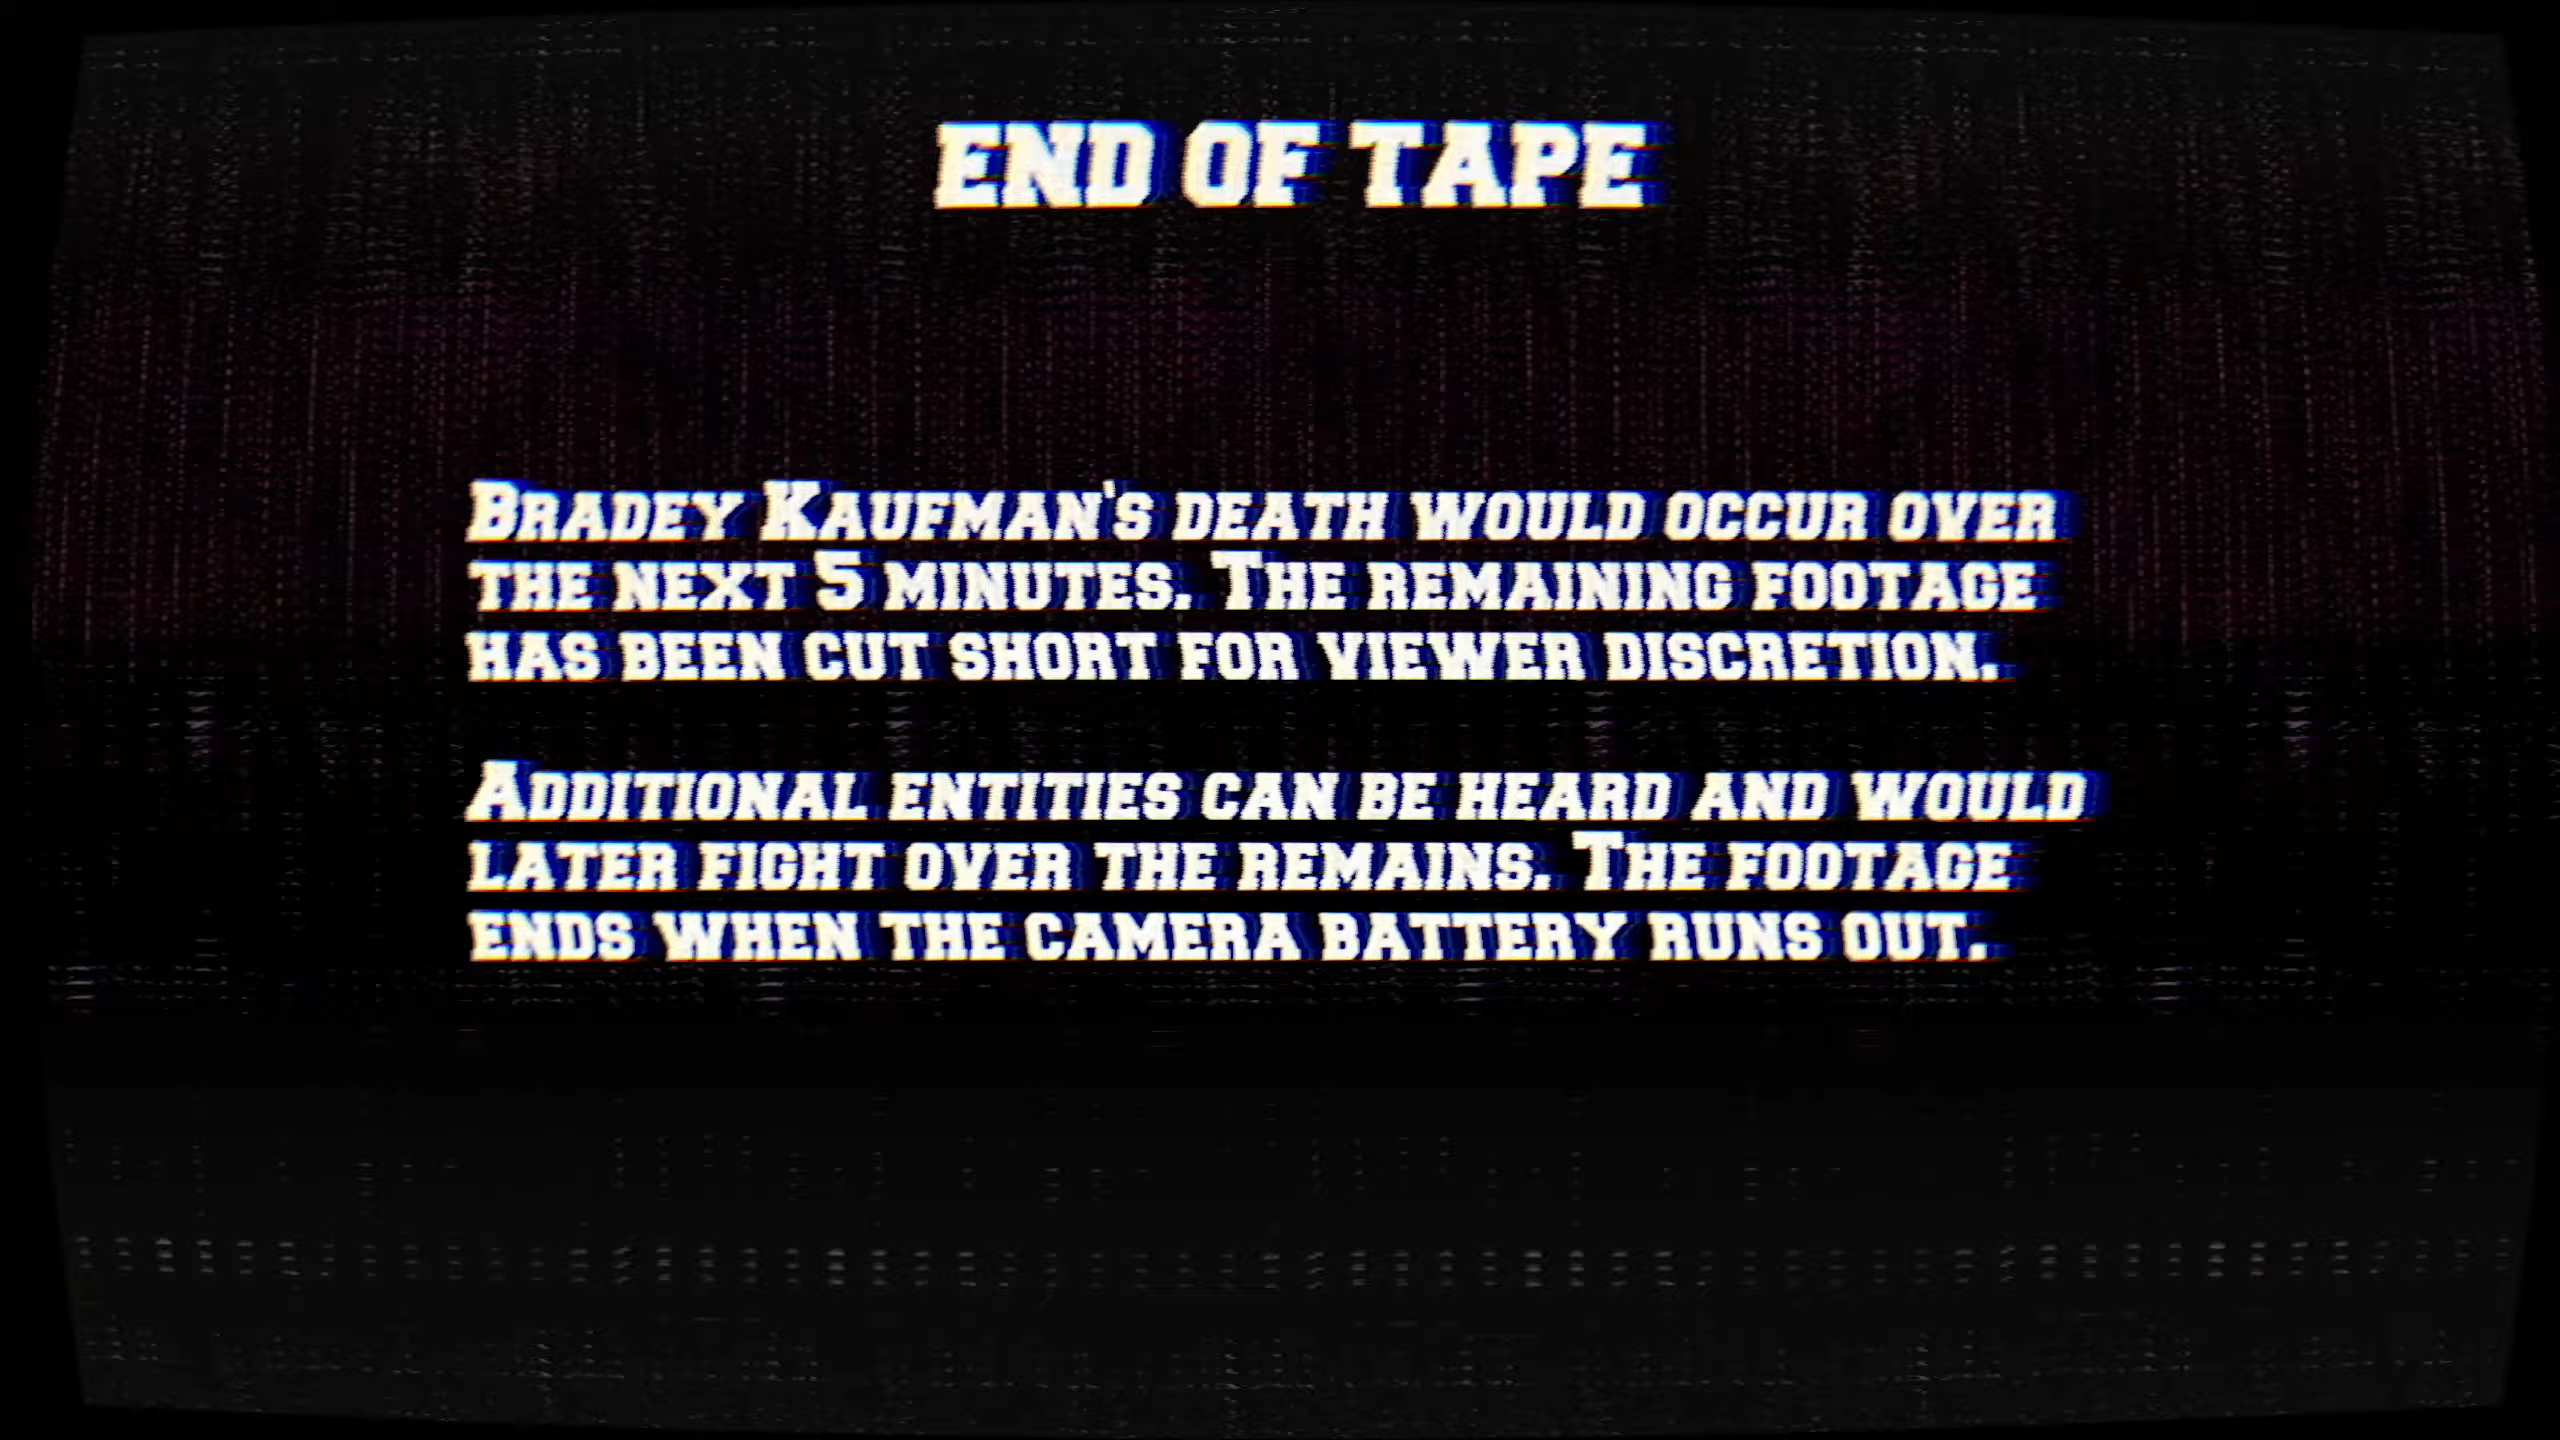 END OF TAPE
BRADEY KAUFMAN'S DEATH WOULD OCCUR OVER
THE NEXT 5 MINUTES. THE REMAINING FOOTAGE
HAS BEEN CUT SHORT FOR VIEWER DISCRETION.
ADDITIONAL ENTITIES CAN BE HEARD AND WOULD
LATER FIGHT OVER THE REMAINS. THE FOOTAGE
ENDS WHEN THE CAMERA BATTERY RUNS OUT.